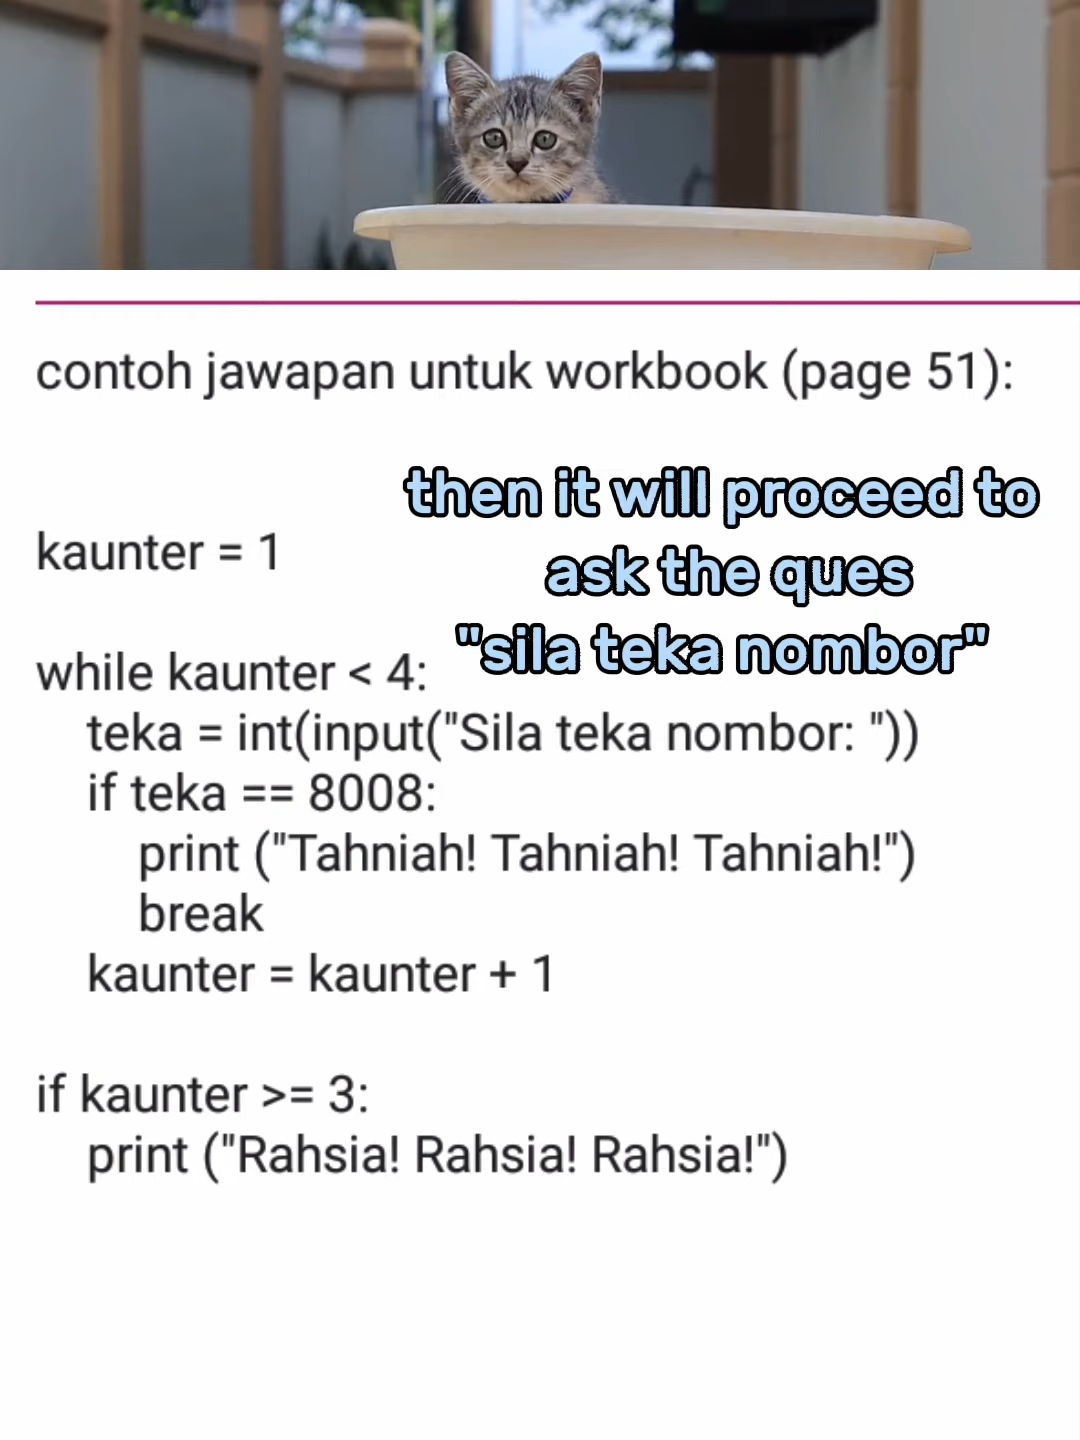 contoh jawapan untuk workbook (page 51):
then it will proceed to
ask the ques
"sila teka nombor"
kaunter = 1
while kaunter < 4:
teka = int(input("Sila teka nombor: "))
if teka == 8008:
print ("Tahniah! Tahniah! Tahniah!")
break
kaunter = kaunter + 1
if kaunter >= 3:
print ("Rahsia! Rahsia! Rahsia!")